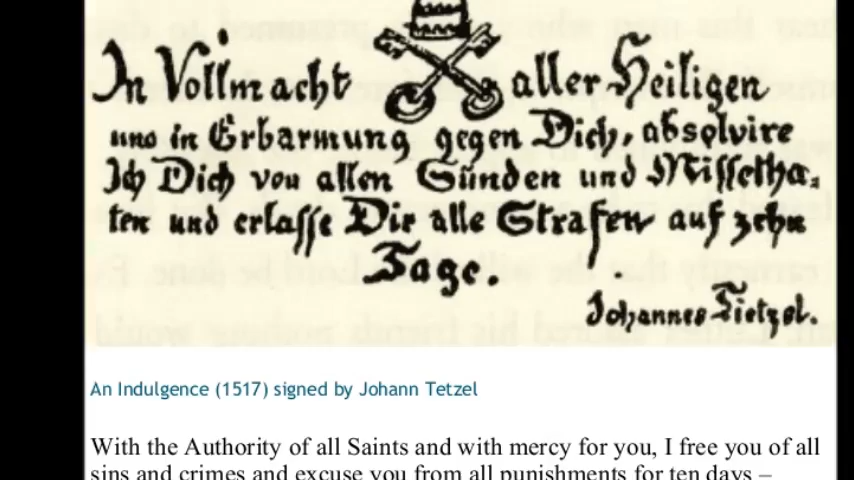 In Vollmacht aller Heiligen
und in Erbarmung gegen Dich, absolvire
Ich Dich von allen Sünden und Missetha-
ten und erlasse Dir alle Strafen auf zehn
Tage.
Johannes Tietzel.
An Indulgence (1517) signed by Johann Tetzel
With the Authority of all Saints and with mercy for you, I free you of all
sins and crimes and excuse you from all punishments for ten days –